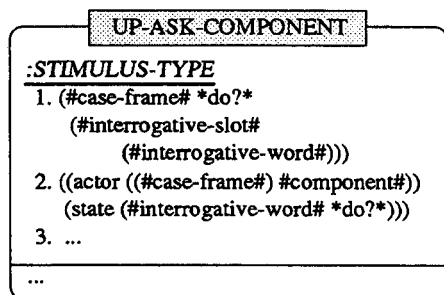 UP-ASK-COMPONENT
:STIMULUS-TYPE
1. (#case-frame# *do?*
(#interrogative-slot#
(#interrogative-word#)))
2. ((actor ((#case-frame#) #component#))
(state (#interrogative-word# *do?*)))
3. ...
...